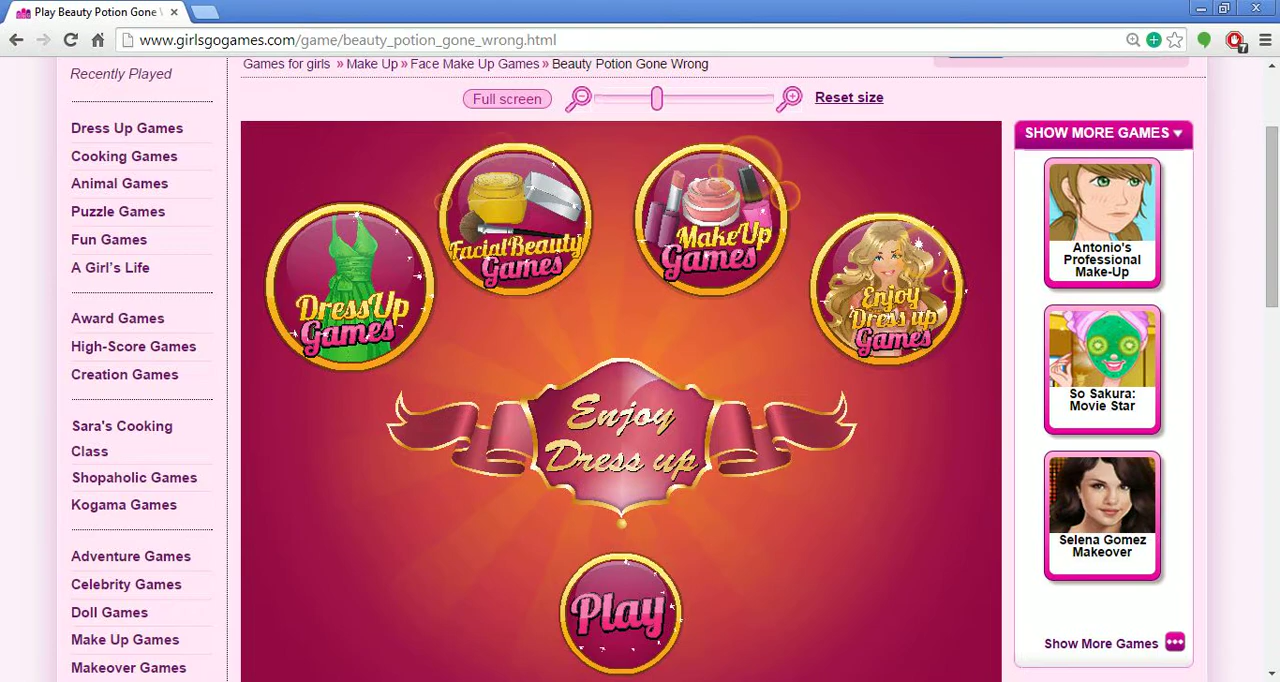 Play Beauty Potion Gone W
www.girlsgogames.com/game/beauty_potion_gone_wrong.html
7
Games for girls » Make Up » Face Make Up Games » Beauty Potion Gone Wrong
Full screen
Reset size
Recently Played
Dress Up Games
Cooking Games
Animal Games
Puzzle Games
Fun Games
A Girl's Life
Award Games
High-Score Games
Creation Games
Sara's Cooking
Class
Shopaholic Games
Kogama Games
Adventure Games
Celebrity Games
Doll Games
Make Up Games
Makeover Games
DressUp
Games
FacialBeauty
Games
MakeUp
Games
Enjoy
Dress up
Games
Enjoy
Dress up
Play
SHOW MORE GAMES ▾
Antonio's
Professional
Make-Up
So Sakura:
Movie Star
Selena Gomez
Makeover
Show More Games